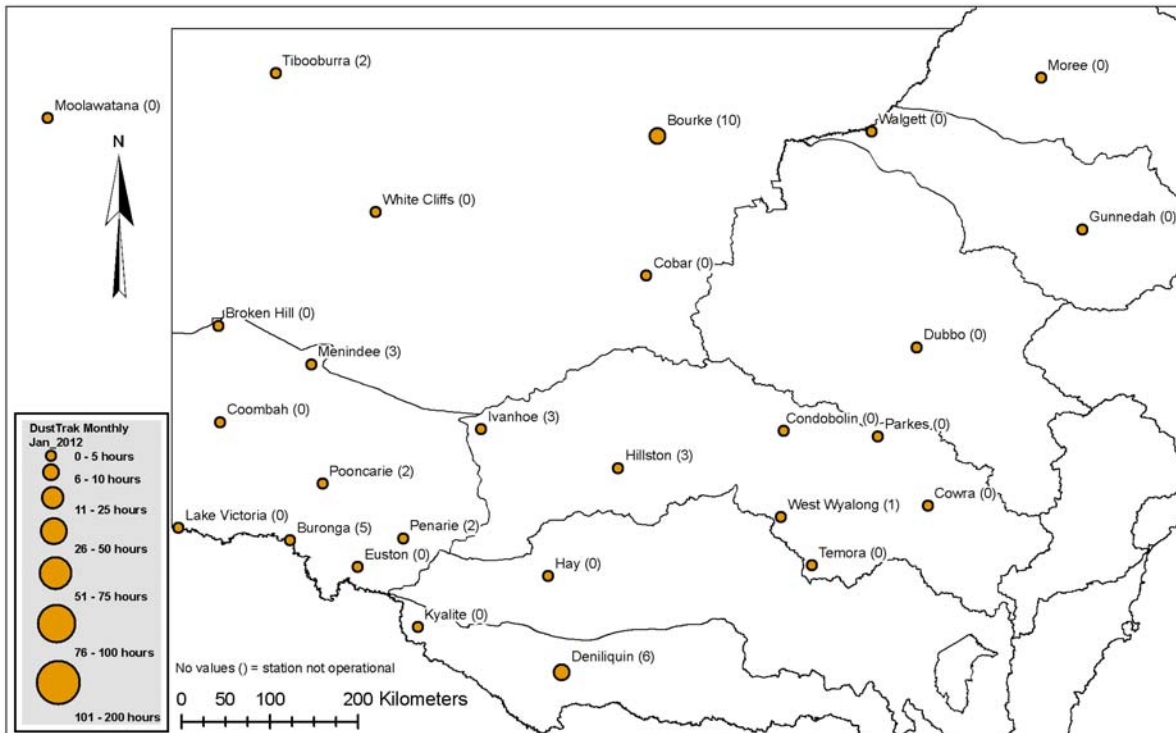 Tibooburra (2)
Moree (0)
Moolawatana (0)
Bourke (10)
Walgett (0)
N
White Cliffs (0)
Gunnedah (0)
Cobar (0)
Broken Hill (0)
Dubbo (0)
Menindee (3)
Coombah (0)
Ivanhoe (3)
Condobolin (0)
Parkes (0)
DustTrak Monthly
Jan_2012
0 - 5 hours
6 - 10 hours
11 - 25 hours
26 - 50 hours
51 - 75 hours
76 - 100 hours
101 - 200 hours
Hillston (3)
Pooncarie (2)
West Wyalong (1)
Cowra (0)
Lake Victoria (0)
Buronga (5)
Penarie (2)
Euston (0)
Hay (0)
Temora (0)
Kyalite (0)
Deniliquin (6)
No values () = station not operational
0 50 100 200 Kilometers